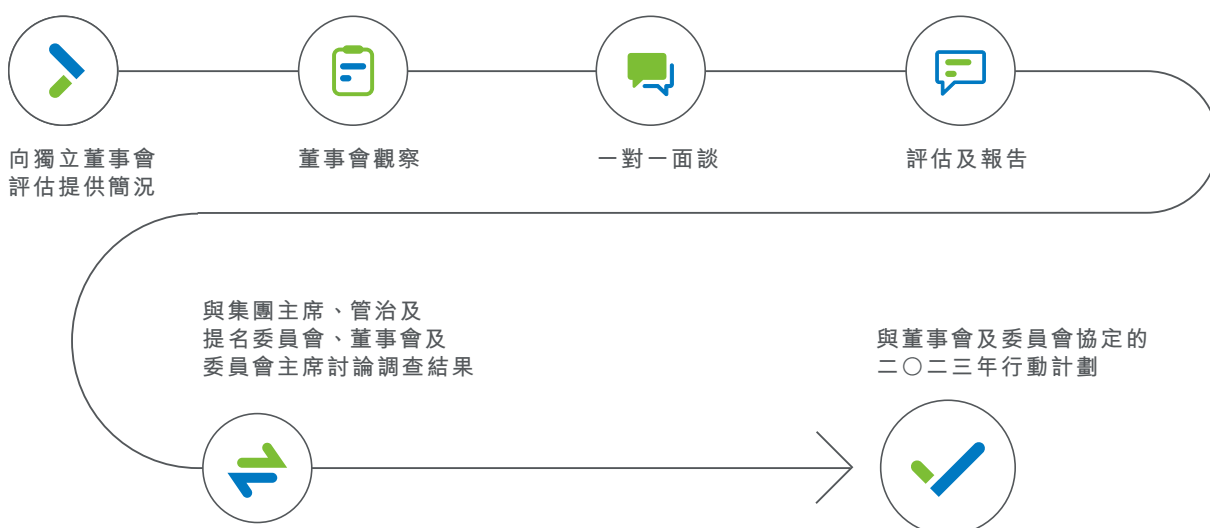 向獨立董事會
評估提供簡況
董事會觀察
一對一面談
評估及報告
與集團主席、管治及
提名委員會、董事會及
委員會主席討論調查結果
與董事會及委員會協定的
二〇二三年行動計劃